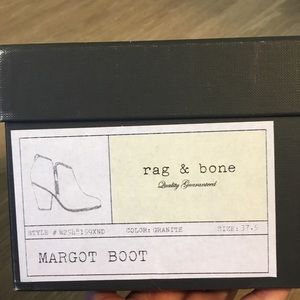 rag & bone
Quality Guaranteed
STYLE # COLOR: GRANITE SIZE: 37.5
MARGOT BOOT